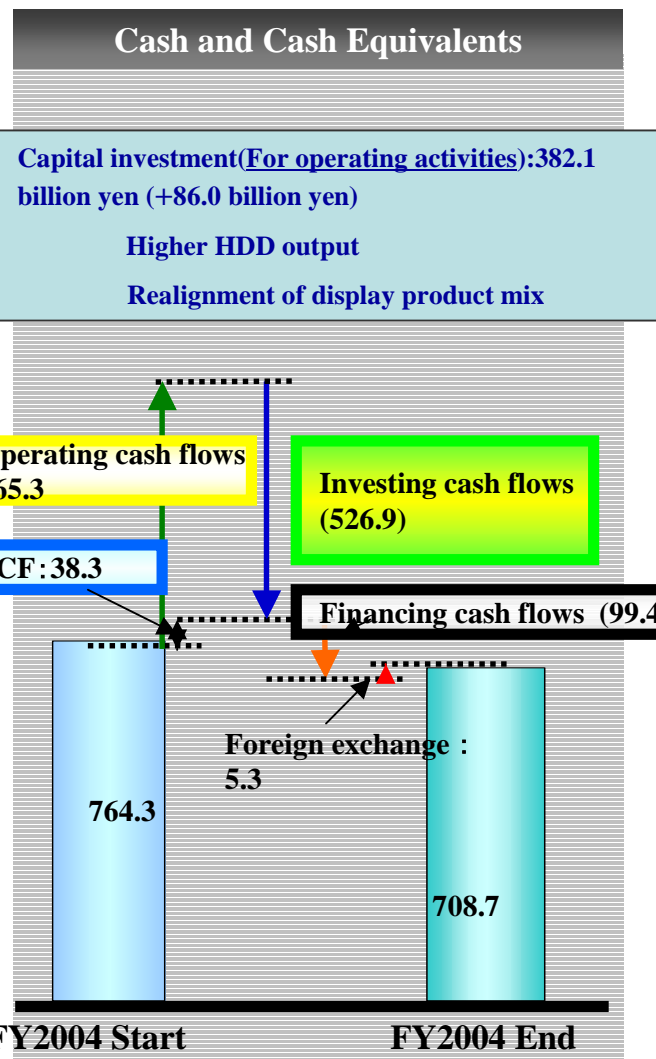 Cash and Cash Equivalents
Capital investment(For operating activities):382.1
billion yen (+86.0 billion yen)
Higher HDD output
Realignment of display product mix
perating cash flows
65.3
Investing cash flows
(526.9)
CF:38.3
Financing cash flows (99.4
Foreign exchange :
5.3
764.3
708.7
FY2004 Start
FY2004 End